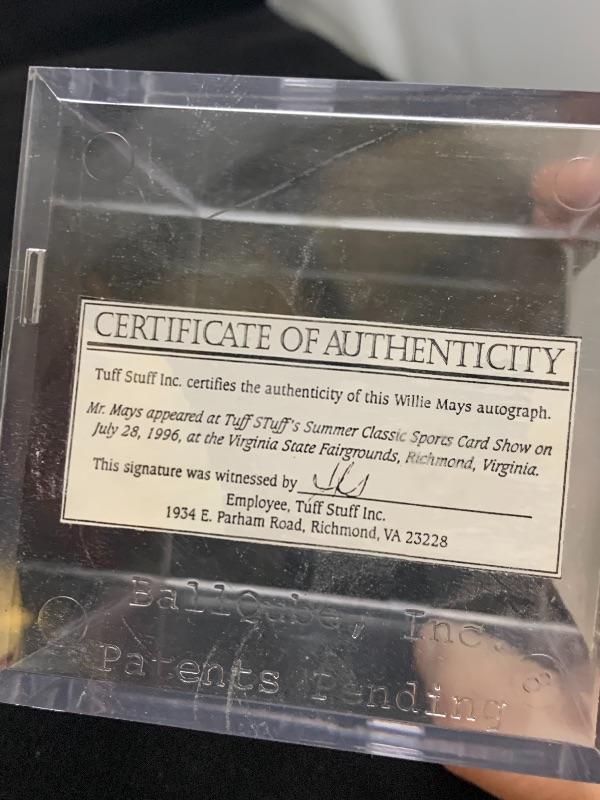 CERTIFICATE OF AUTHENTICITY
Tuff Stuff Inc. certifies the authenticity of this Willie Mays autograph.
Mr. Mays appeared at Tuff STuff's Summer Classic Sports Card Show on
July 28, 1996, at the Virginia State Fairgrounds, Richmond, Virginia.
This signature was witnessed by
Employee, Tuff Stuff Inc.
1934 E. Parham Road, Richmond, VA 23228
BallQube, Inc.
Patents Pending